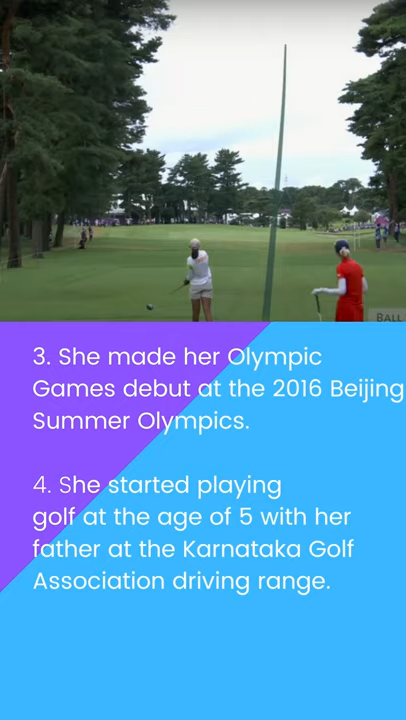 BALL
3. She made her Olympic
Games debut at the 2016 Beijing
Summer Olympics.
4. She started playing
golf at the age of 5 with her
father at the Karnataka Golf
Association driving range.